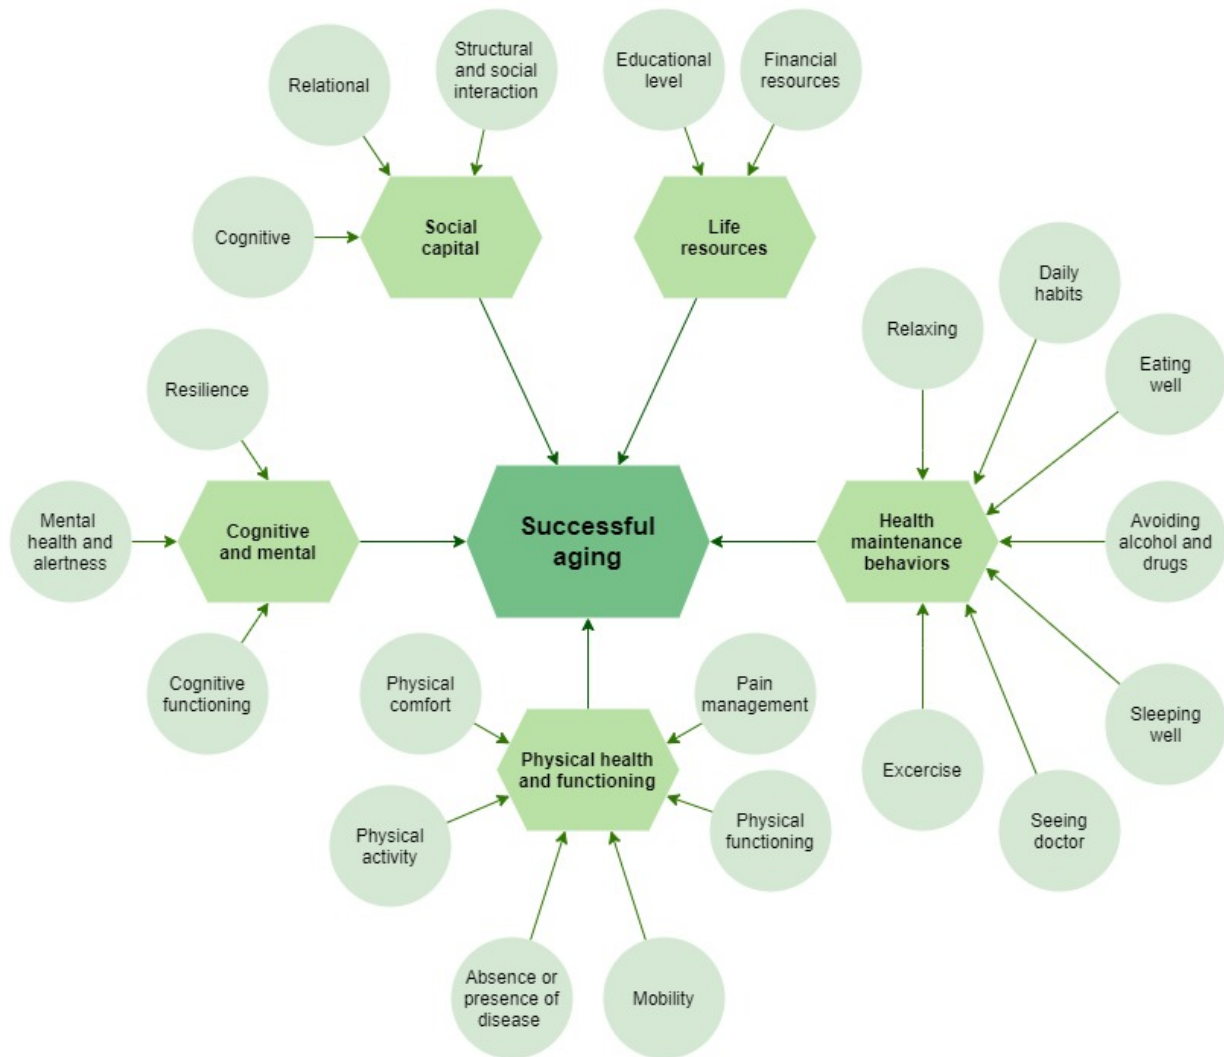 Relational
Structural
and social
interaction
Educational
level
Financial
resources
Cognitive
Social
capital
Life
resources
Daily
habits
Relaxing
Eating
well
Resilience
Mental
health and
alertness
Cognitive
and mental
Successful
aging
Health
maintenance
behaviors
Avoiding
alcohol and
drugs
Cognitive
functioning
Physical
comfort
Pain
management
Sleeping
well
Physical health
and functioning
Excercise
Physical
activity
Physical
functioning
Seeing
doctor
Absence or
presence of
disease
Mobility